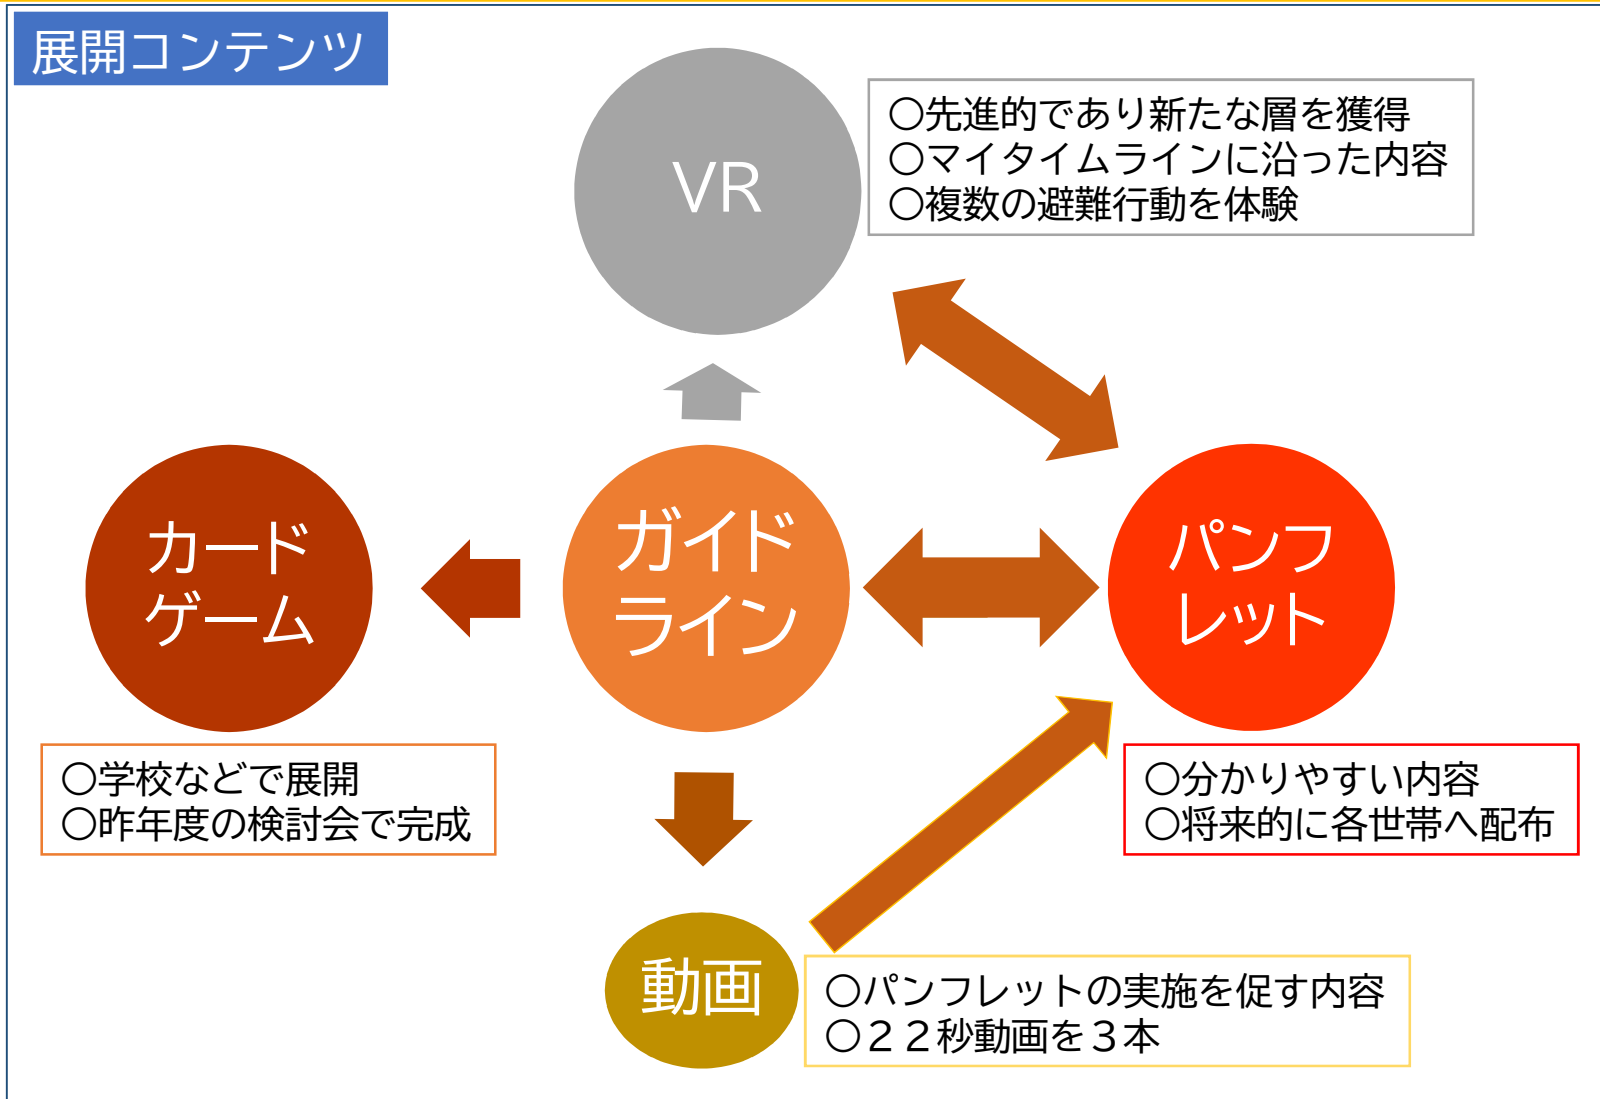 展開コンテンツ
VR
〇先進的であり新たな層を獲得
〇マイタイムラインに沿った内容
〇複数の避難行動を体験
カード
ゲーム
ガイド
ライン
パンフ
レット
〇学校などで展開
〇昨年度の検討会で完成
〇分かりやすい内容
〇将来的に各世帯へ配布
動画
〇パンフレットの実施を促す内容
〇２２秒動画を３本